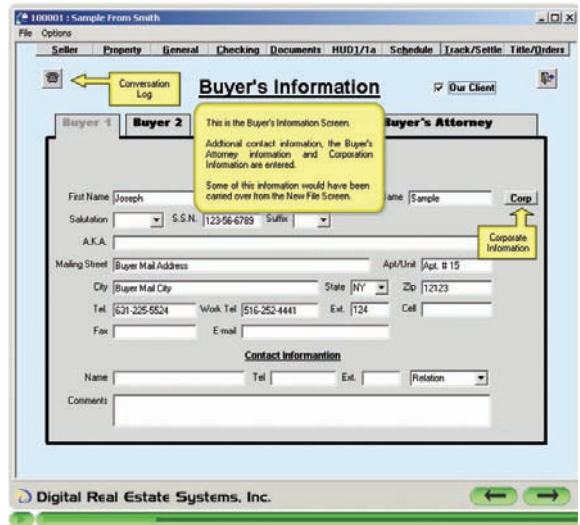 100001 : Sample From Smith
File Options
Seller Property General Checking Documents HUD1/1a Schedule Track/Settle Title/Orders
Conversation
Log
Buyer's Information
Our Client
Buyer 1 Buyer 2 Buyer's Attorney
This is the Buyer's Information Screen.
Addtional contact information, the Buyer's
Attorney information and Corporation
Information are entered.
Some of this information would have been
carried over from the New File Screen.
First Name Joseph ame Sample Corp
Salutation S.S.N. 123-56-6789 Suffix
Corporate
Information
A.K.A.
Mailing Street Buyer Mail Address Apt/Unit Apt. # 15
City Buyer Mail City State NY Zip 12123
Tel. 631-225-5524 Work Tel 516-252-4441 Ext. 124 Cell
Fax E-mail
Contact Informantion
Name Tel Ext. Relation
Comments
Digital Real Estate Systems, Inc.